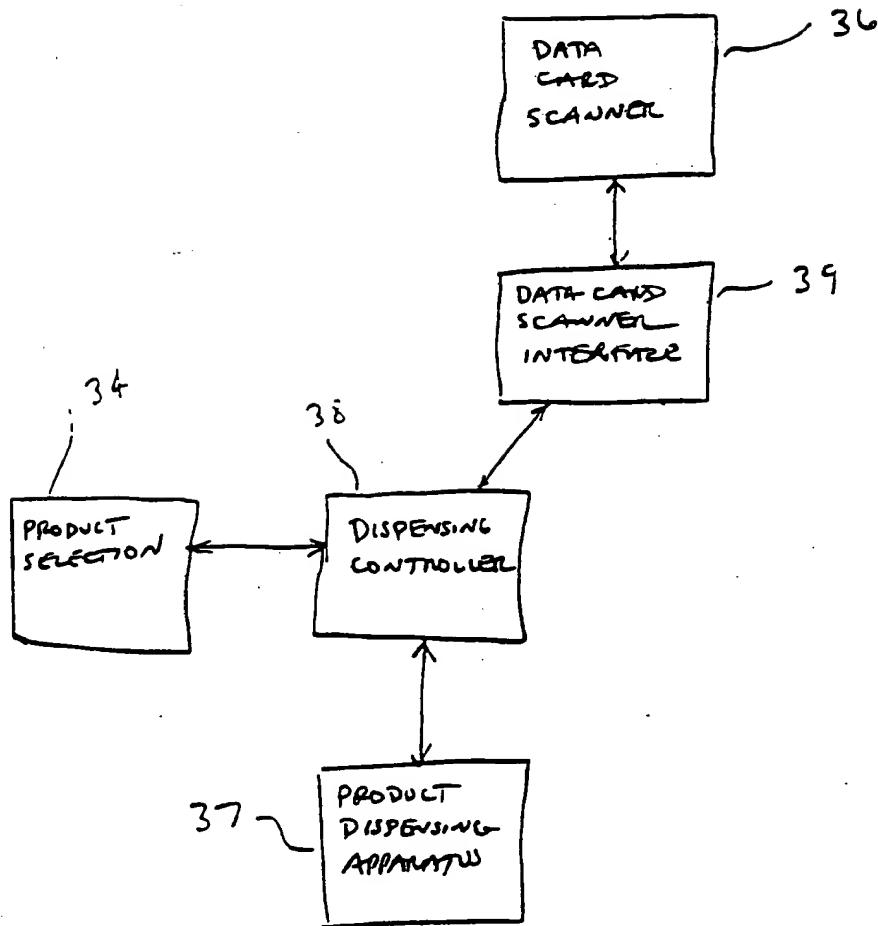 36
DATA
CARD
SCANNER
39
DATA CARD
SCANNER
INTERFACE
34
PRODUCT
SELECTION
38
DISPENSING
CONTROLLER
37
PRODUCT
DISPENSING
APPARATUS